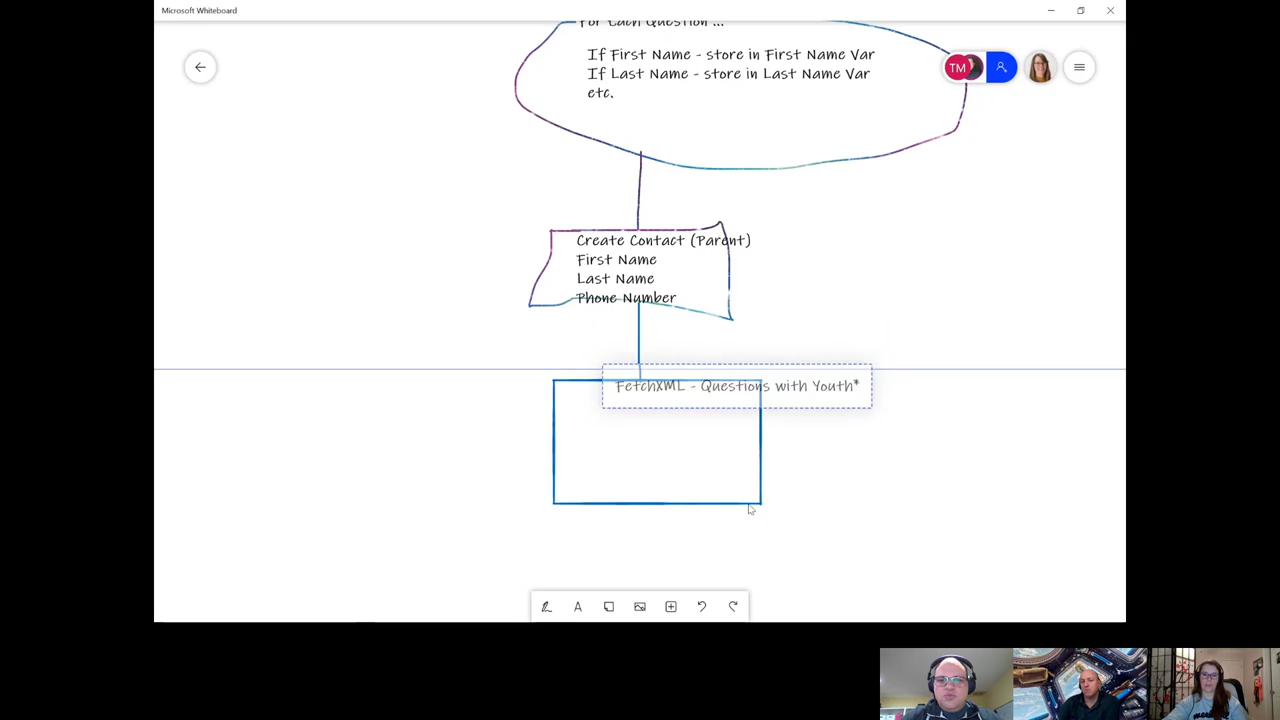 Microsoft Whiteboard
For Each Question ...
If First Name - store in First Name Var
If Last Name - store in Last Name Var
etc.
TM
Create Contact (Parent)
First Name
Last Name
Phone Number
FetchXML - Questions with Youth*
A